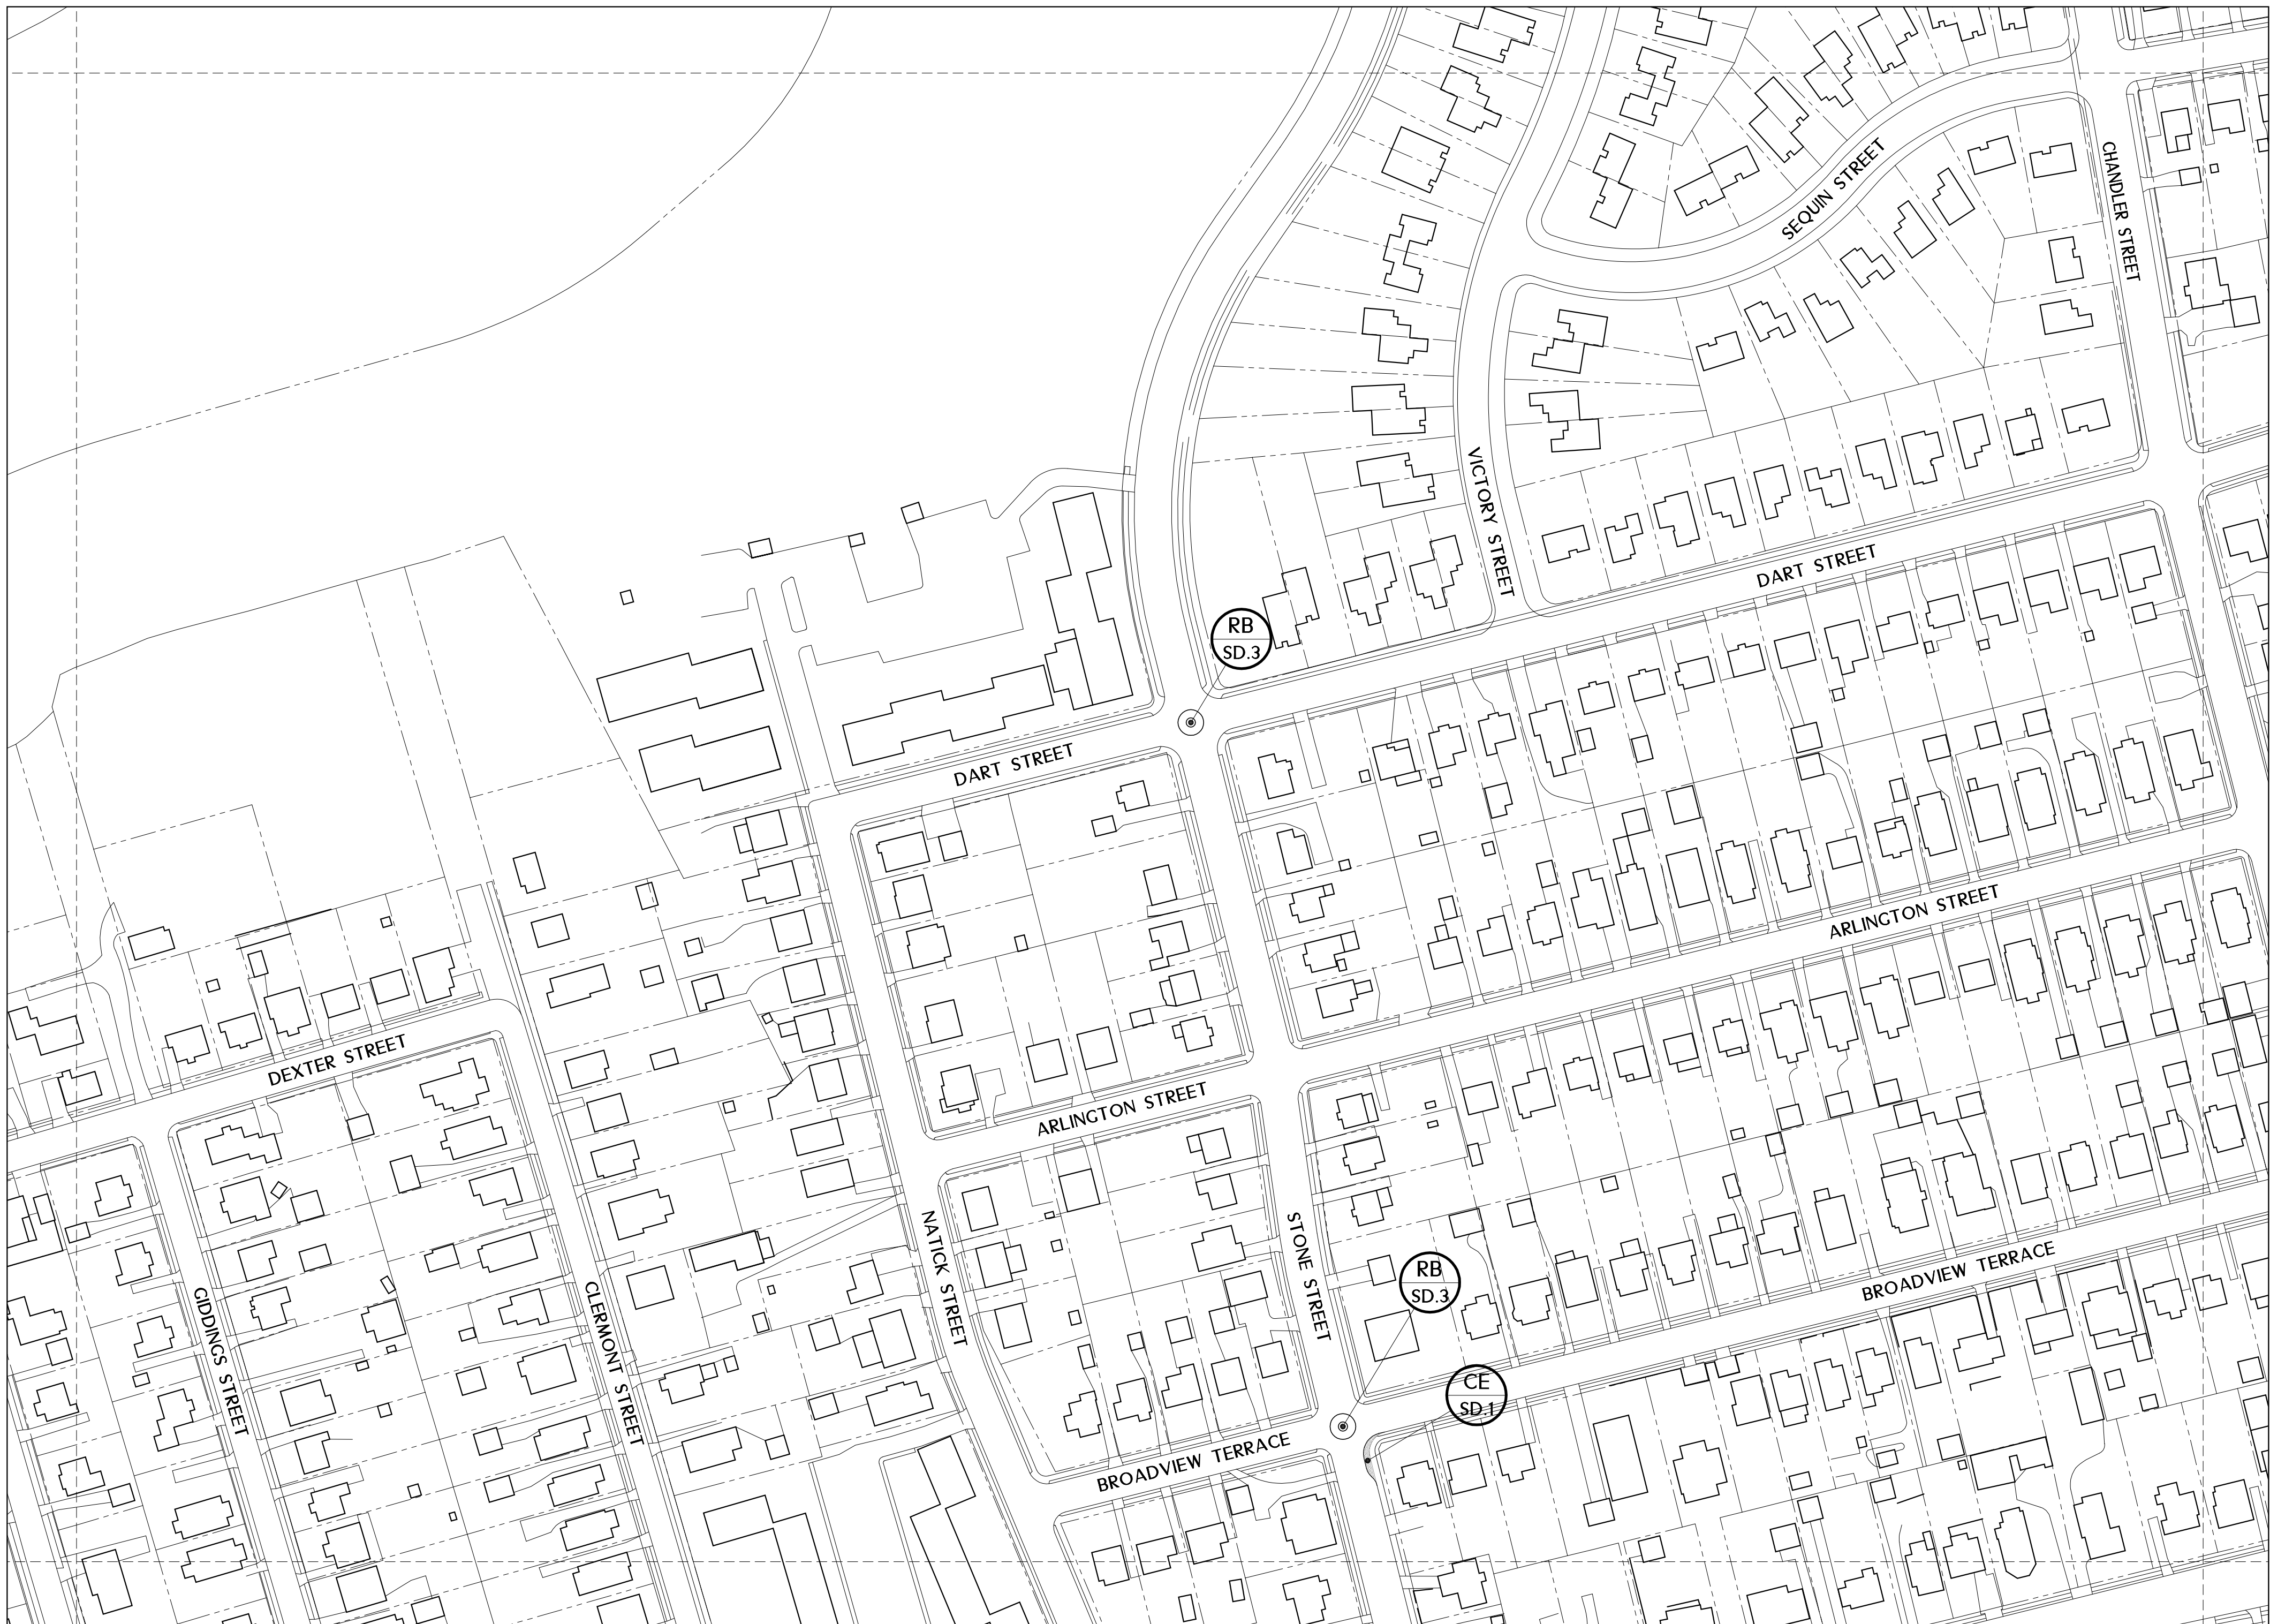 SEQUIN STREET
CHANDLER STREET
VICTORY STREET
DART STREET
RB
SD.3
DART STREET
ARLINGTON STREET
DEXTER STREET
ARLINGTON STREET
NATICK STREET
STONE STREET
BROADVIEW TERRACE
RB
SD.3
GIDDINGS STREET
CLERMONT STREET
CE
SD.1
BROADVIEW TERRACE